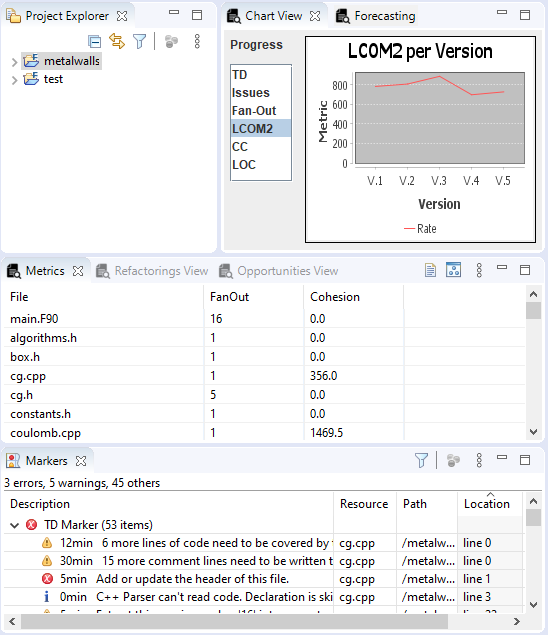 Project Explorer
metalwalls
test
Chart View
Forecasting
Progress
TD
Issues
Fan-Out
LCOM2
CC
LOC
LCOM2 per Version
Metric
800
600
400
200
0
V.1 V.2 V.3 V.4 V.5
Version
Rate
Metrics
Refactorings View
Opportunities View
File FanOut Cohesion
main.F90 16 0.0
algorithms.h 1 0.0
box.h 1 0.0
cg.cpp 1 356.0
cg.h 5 0.0
constants.h 1 0.0
coulomb.cpp 1 1469.5
Markers
3 errors, 5 warnings, 45 others
Description Resource Path Location
TD Marker (53 items)
12min 6 more lines of code need to be covered by cg.cpp /metalw... line 0
30min 15 more comment lines need to be written t cg.cpp /metalw... line 0
5min Add or update the header of this file. cg.cpp /metalw... line 1
0min C++ Parser can't read code. Declaration is ski cg.cpp /metalw... line 3